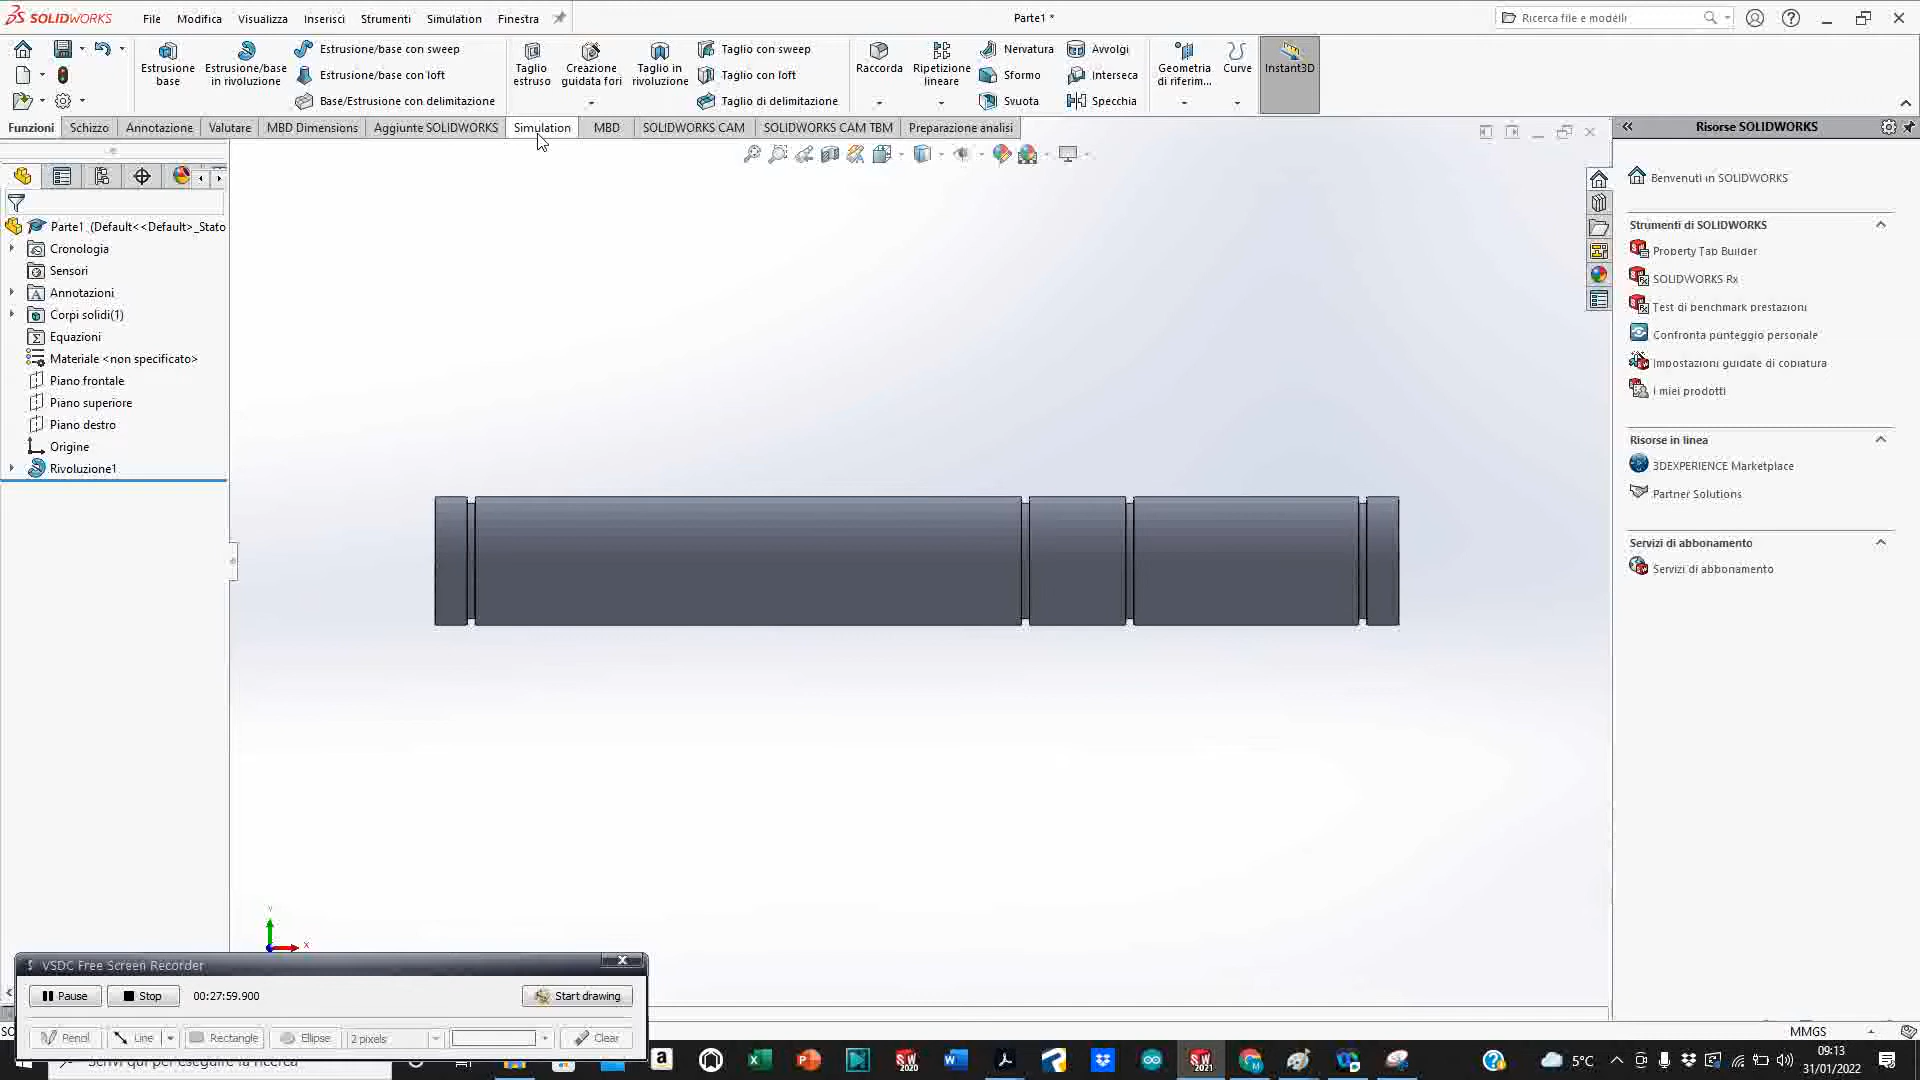 SOLIDWORKS File Modifica Visualizza Inserisci Strumenti Simulation Finestra Parte1 * Ricerca file e modelli
Estrusione base
Estrusione/base in rivoluzione
Estrusione/base con sweep
Estrusione/base con loft
Base/Estrusione con delimitazione
Taglio estruso
Creazione guidata fori
Taglio in rivoluzione
Taglio con sweep
Taglio con loft
Taglio di delimitazione
Raccorda
Ripetizione lineare
Nervatura
Sformo
Svuota
Avvolgi
Interseca
Specchia
Geometria di riferim...
Curve
Instant3D
Funzioni Schizzo Annotazione Valutare MBD Dimensions Aggiunte SOLIDWORKS Simulation MBD SOLIDWORKS CAM SOLIDWORKS CAM TBM Preparazione analisi
Parte1 (Default<<Default>_Stato
Cronologia
Sensori
Annotazioni
Corpi solidi(1)
Equazioni
Materiale <non specificato>
Piano frontale
Piano superiore
Piano destro
Origine
Rivoluzione1
Risorse SOLIDWORKS
Benvenuti in SOLIDWORKS
Strumenti di SOLIDWORKS
Property Tab Builder
SOLIDWORKS Rx
Test di benchmark prestazioni
Confronta punteggio personale
Impostazioni guidate di copiatura
I miei prodotti
Risorse in linea
3DEXPERIENCE Marketplace
Partner Solutions
Servizi di abbonamento
Servizi di abbonamento
Y
X
VSDC Free Screen Recorder
Pause Stop 00:27:59.900 Start drawing
Pencil Line Rectangle Ellipse 2 pixels Clear
MMGS
Scrivi qui per eseguire la ricerca
5°C
09:13
31/01/2022